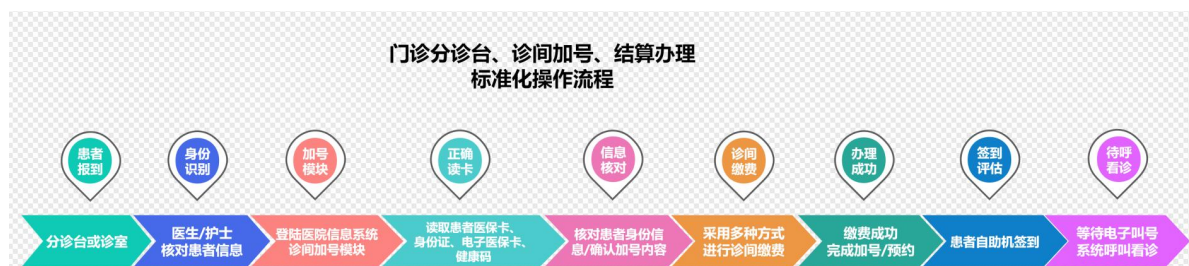 门诊分诊台、诊间加号、结算办理
标准化操作流程
患者
报到
身份
识别
加号
模块
正确
读卡
信息
核对
诊间
缴费
办理
成功
签到
评估
待呼
看诊
分诊台或诊室
医生/护士
核对患者信息
登陆医院信息系统
诊间加号模块
读取患者医保卡、
身份证、电子医保卡、
健康码
核对患者身份信
息/确认加号内容
采用多种方式
进行诊间缴费
缴费成功
完成加号/预约
患者自助机签到
等待电子叫号
系统呼叫看诊